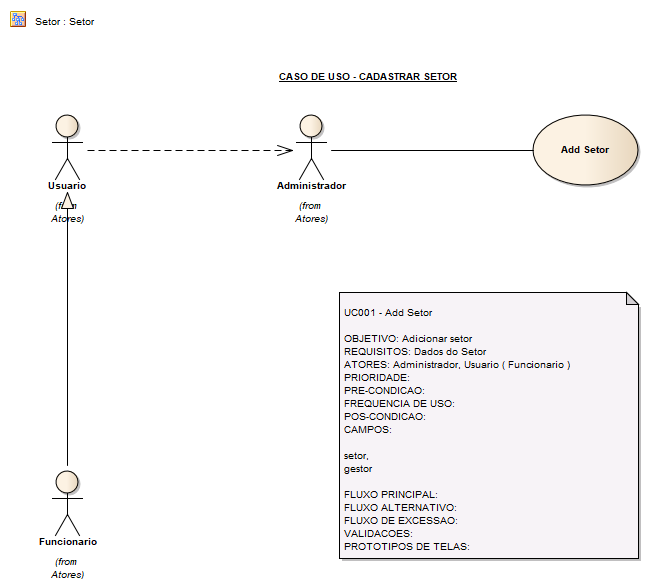 Setor : Setor
CASO DE USO - CADASTRAR SETOR
Add Setor
Usuario
Administrador
(from
Atores)
(from
Atores)
UC001 - Add Setor
OBJETIVO: Adicionar setor
REQUISITOS: Dados do Setor
ATORES: Administrador, Usuario ( Funcionario )
PRIORIDADE:
PRE-CONDICAO:
FREQUENCIA DE USO:
POS-CONDICAO:
CAMPOS:
setor,
gestor
FLUXO PRINCIPAL:
FLUXO ALTERNATIVO:
FLUXO DE EXCESSAO:
VALIDACOES:
PROTOTIPOS DE TELAS:
Funcionario
(from
Atores)